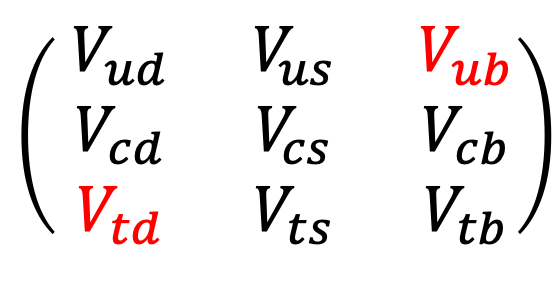 V_ud V_us V_ub
V_cd V_cs V_cb
V_td V_ts V_tb